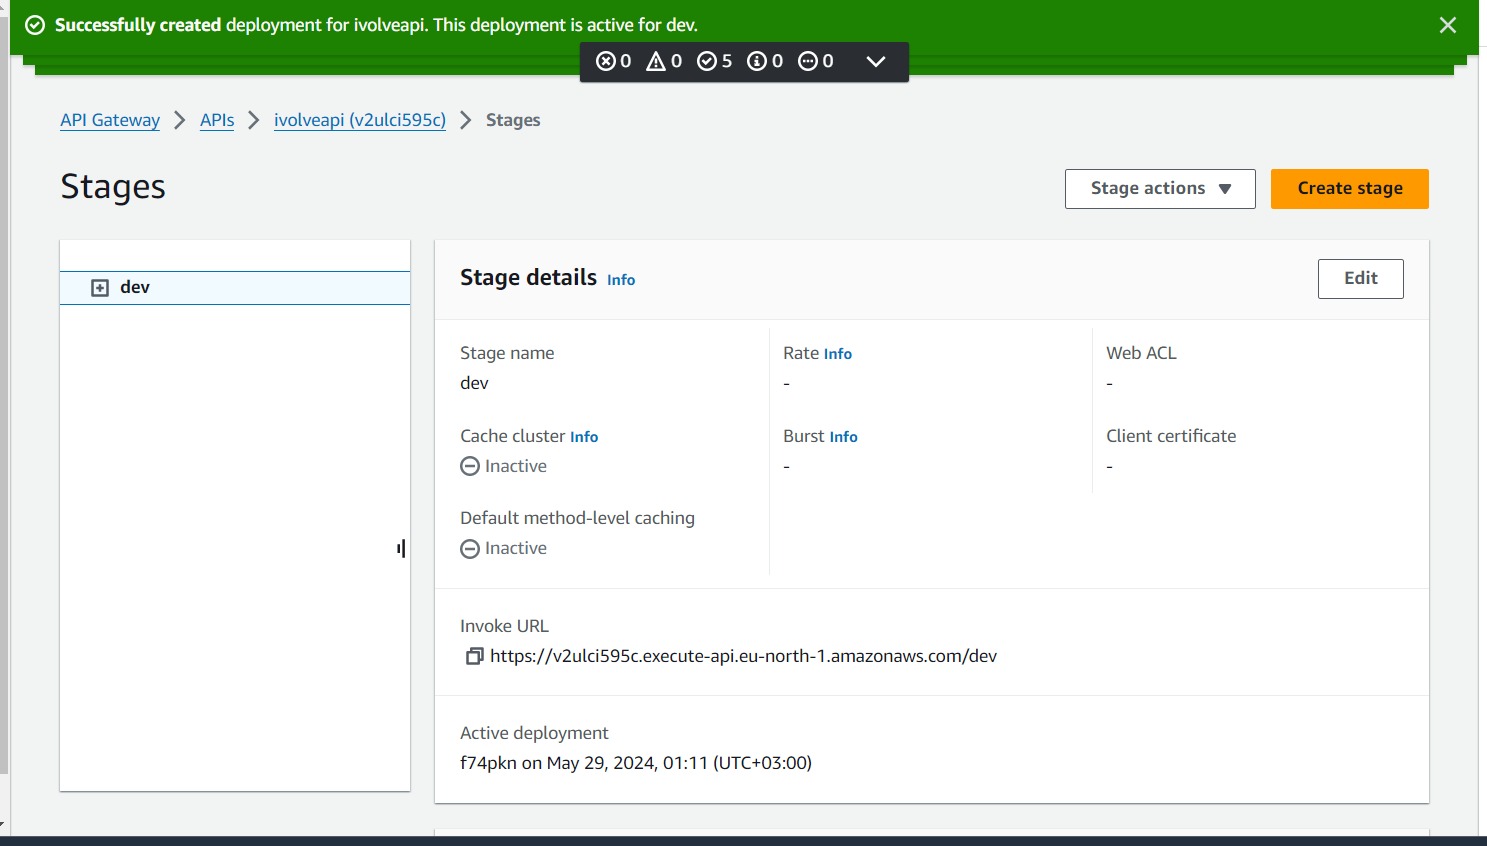 Successfully created deployment for ivolveapi. This deployment is active for dev.
0 0 5 0 0
API Gateway > APIs > ivolveapi (v2ulci595c) > Stages
Stages
Stage actions
Create stage
dev
Stage details Info
Edit
Stage name
dev
Rate Info
-
Web ACL
-
Cache cluster Info
Inactive
Burst Info
-
Client certificate
-
Default method-level caching
Inactive
Invoke URL
https://v2ulci595c.execute-api.eu-north-1.amazonaws.com/dev
Active deployment
f74pkn on May 29, 2024, 01:11 (UTC+03:00)